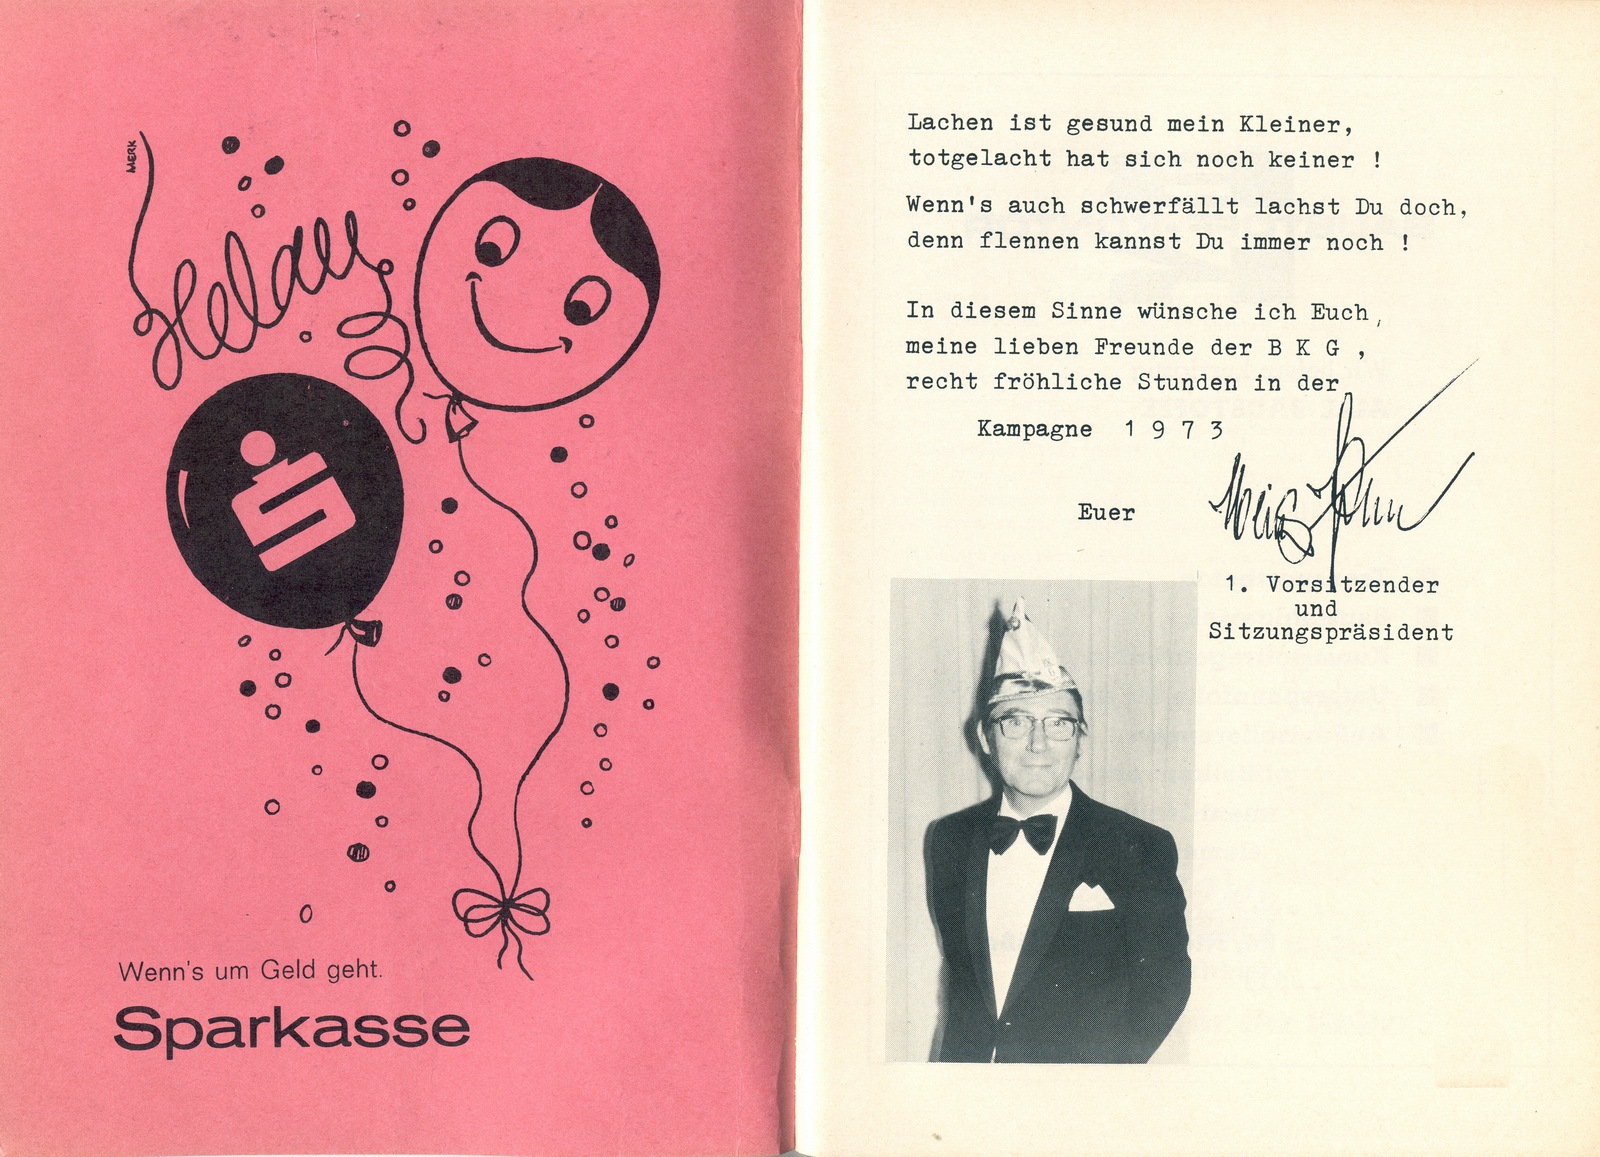 MERK
Helau
Wenn's um Geld geht.
Sparkasse
Lachen ist gesund mein Kleiner,
totgelacht hat sich noch keiner !
Wenn's auch schwerfällt lachst Du doch,
denn flennen kannst Du immer noch !
In diesem Sinne wünsche ich Euch,
meine lieben Freunde der B K G ,
recht fröhliche Stunden in der
Kampagne 1 9 7 3
Euer
1. Vorsitzender
und
Sitzungspräsident